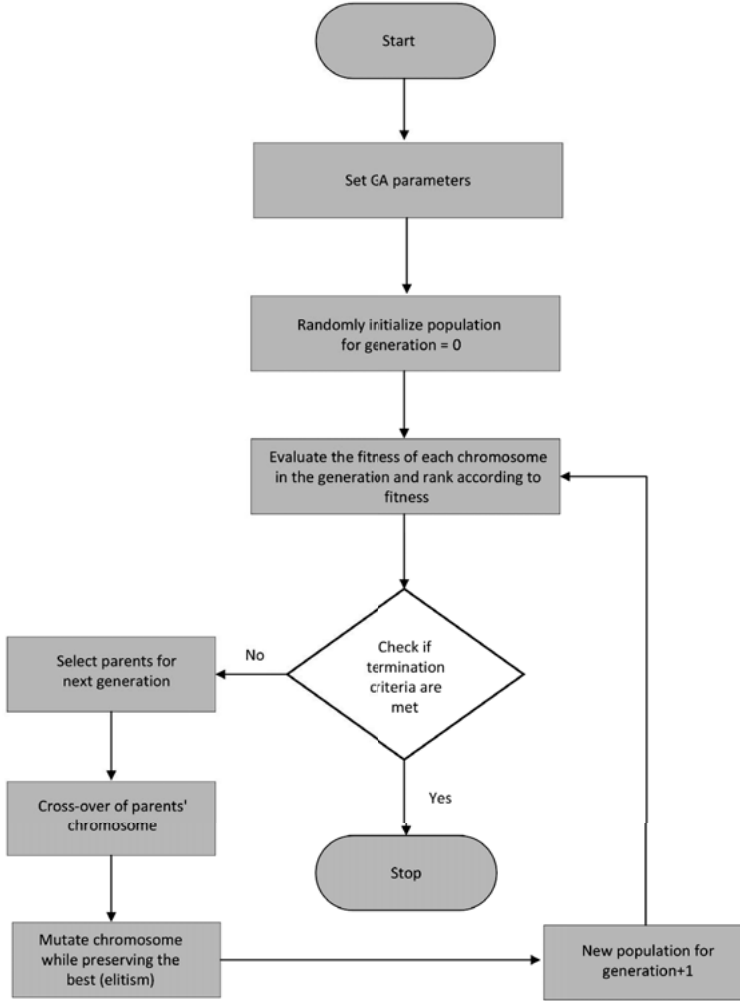 Start
Set GA parameters
Randomly initialize population
for generation = 0
Evaluate the fitness of each chromosome
in the generation and rank according to
fitness
Check if
termination
criteria are
met
No
Yes
Select parents for
next generation
Cross-over of parents'
chromosome
Stop
Mutate chromosome
while preserving the
best (elitism)
New population for
generation+1